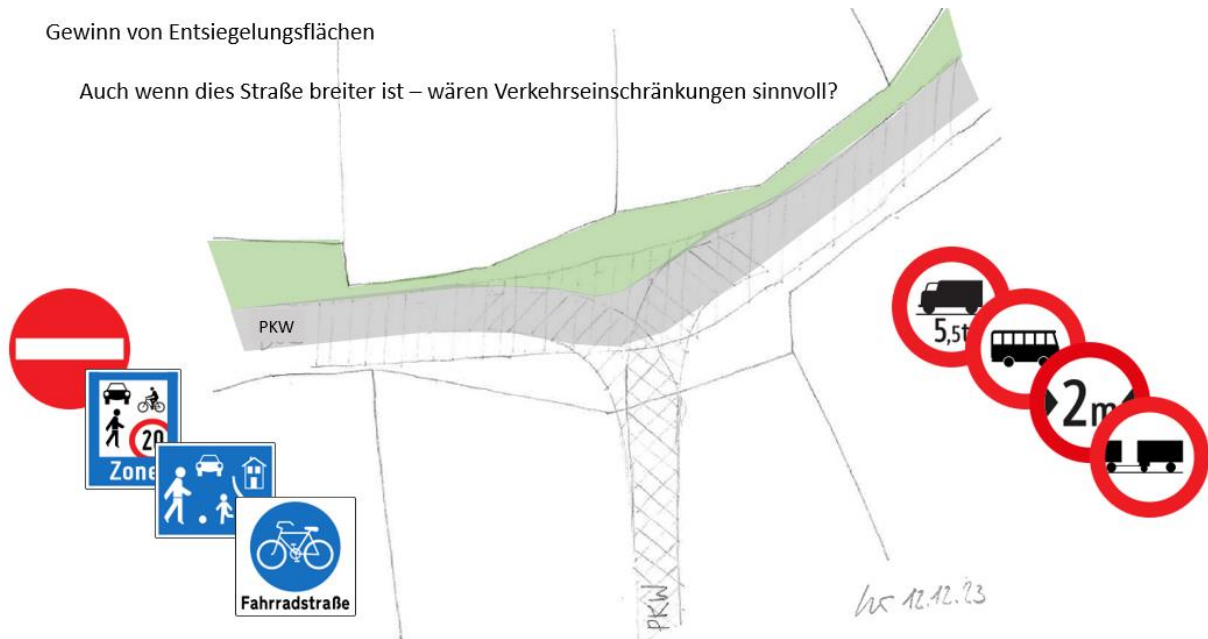 Gewinn von Entsiegelungsflächen
Auch wenn dies Straße breiter ist – wären Verkehrseinschränkungen sinnvoll?
PKW
5,5t
2m
20
Zone
Fahrradstraße
PKW
12.12.23